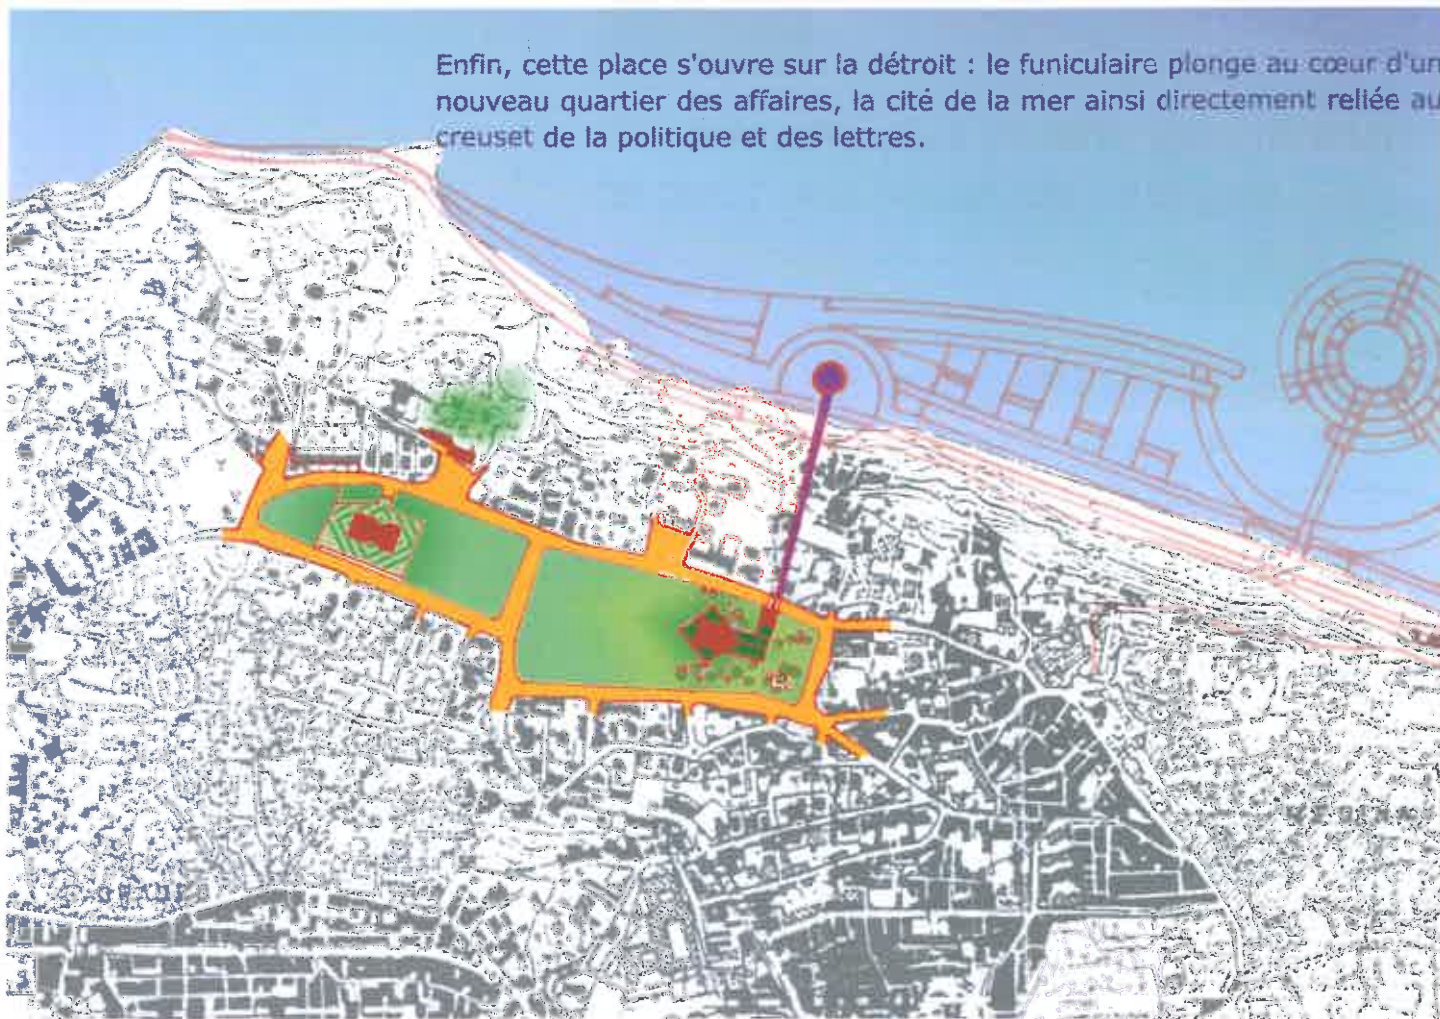 Enfin, cette place s'ouvre sur la détroit : le funiculaire plonge au cœur d'un
nouveau quartier des affaires, la cité de la mer ainsi directement reliée au
creuset de la politique et des lettres.